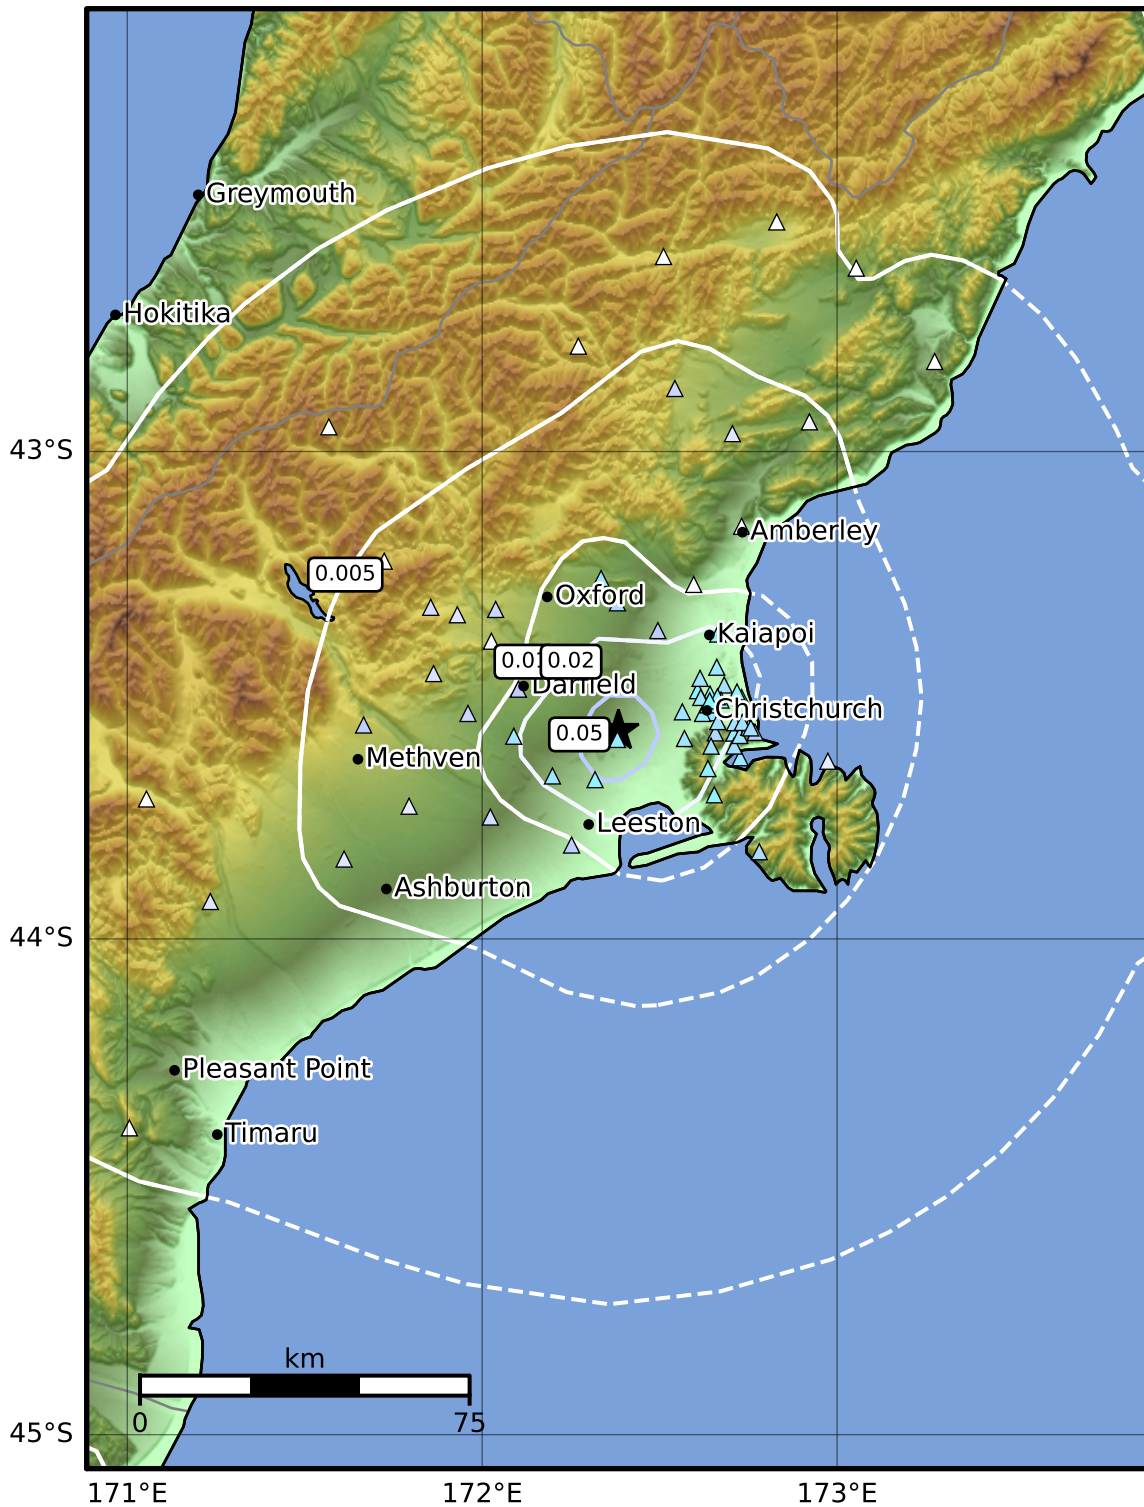 Greymouth
Hokitika
43°S
Amberley
0.005
Oxford
Kaiapoi
0.02
Darfield
Christchurch
0.05
Methven
Leeston
Ashburton
44°S
Pleasant Point
Timaru
km
0 75
45°S
171°E 172°E 173°E